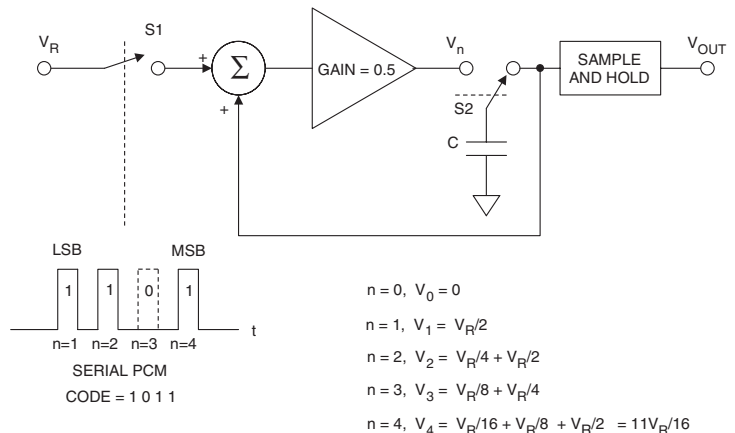 V_R
S1
+
Σ
+
GAIN = 0.5
V_n
S2
C
SAMPLE
AND HOLD
V_OUT
LSB
MSB
1
1
0
1
t
n=1
n=2
n=3
n=4
SERIAL PCM
CODE = 1 0 1 1
n = 0, V_0 = 0
n = 1, V_1 = V_R/2
n = 2, V_2 = V_R/4 + V_R/2
n = 3, V_3 = V_R/8 + V_R/4
n = 4, V_4 = V_R/16 + V_R/8 + V_R/2 = 11V_R/16